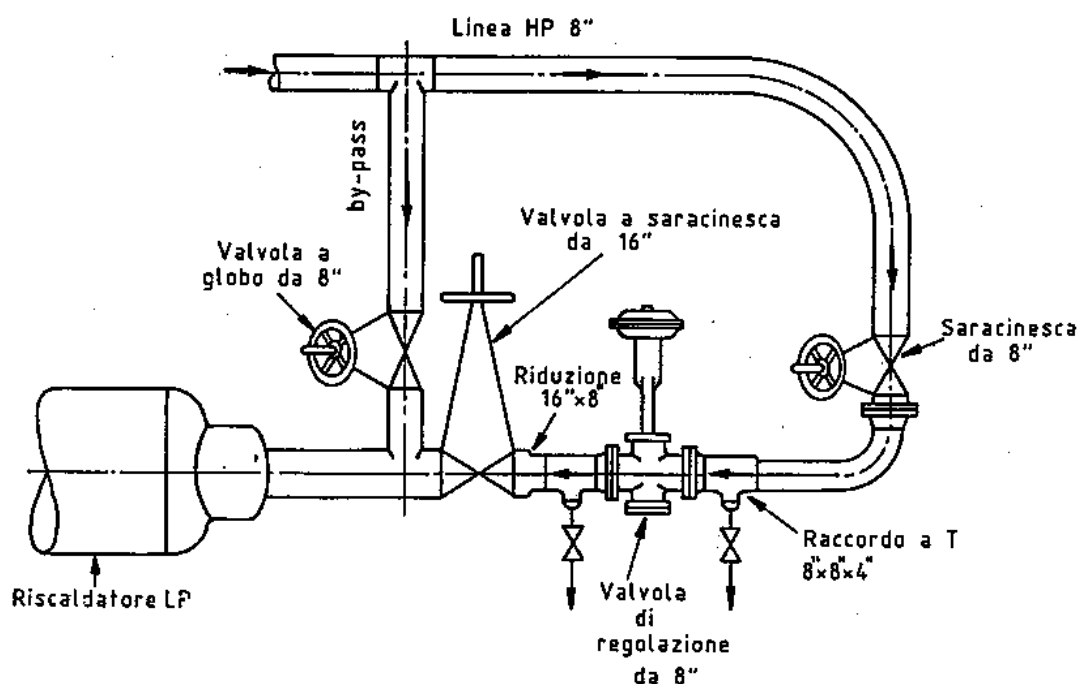 Linea HP 8"
by-pass
Valvola a saracinesca
da 16"
Valvola a
globo da 8"
Saracinesca
da 8"
Riduzione
16"×8"
Raccordo a T
8"×8"×4"
Riscaldatore LP
Valvola
di
regolazione
da 8"